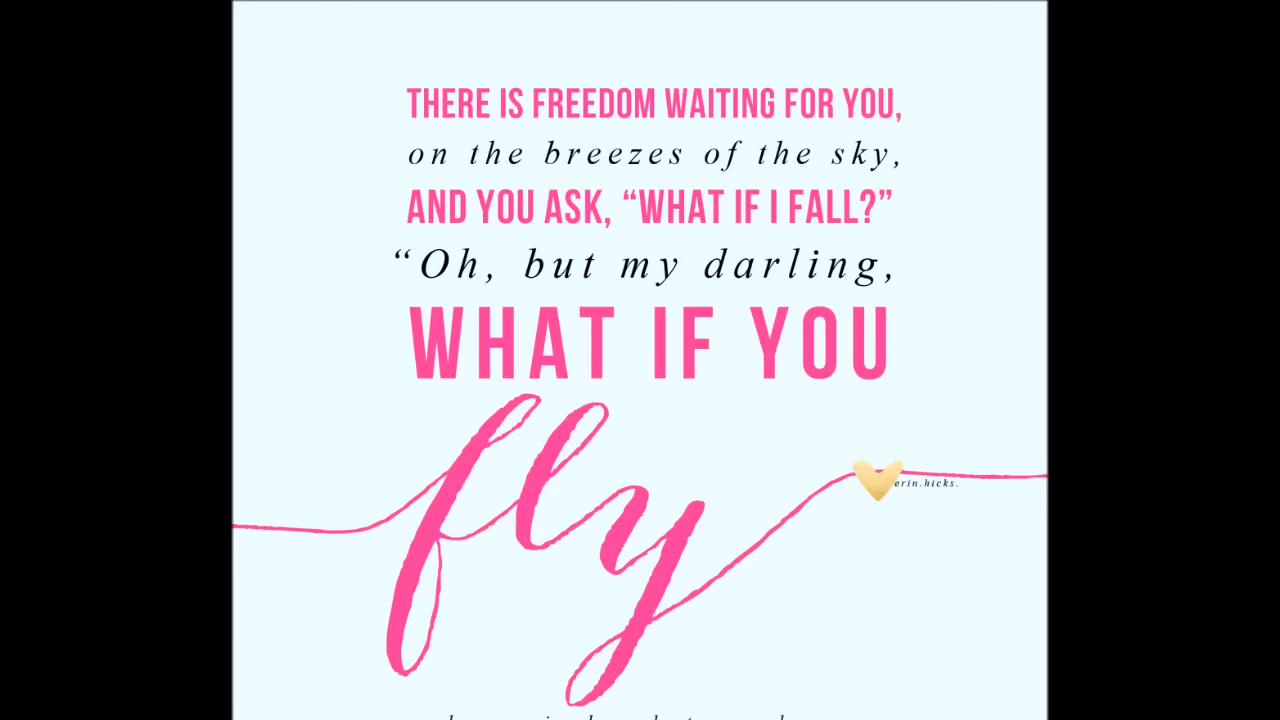 THERE IS FREEDOM WAITING FOR YOU,
on the breezes of the sky,
AND YOU ASK, “WHAT IF I FALL?”
“Oh, but my darling,
WHAT IF YOU
fly
erin.hicks.